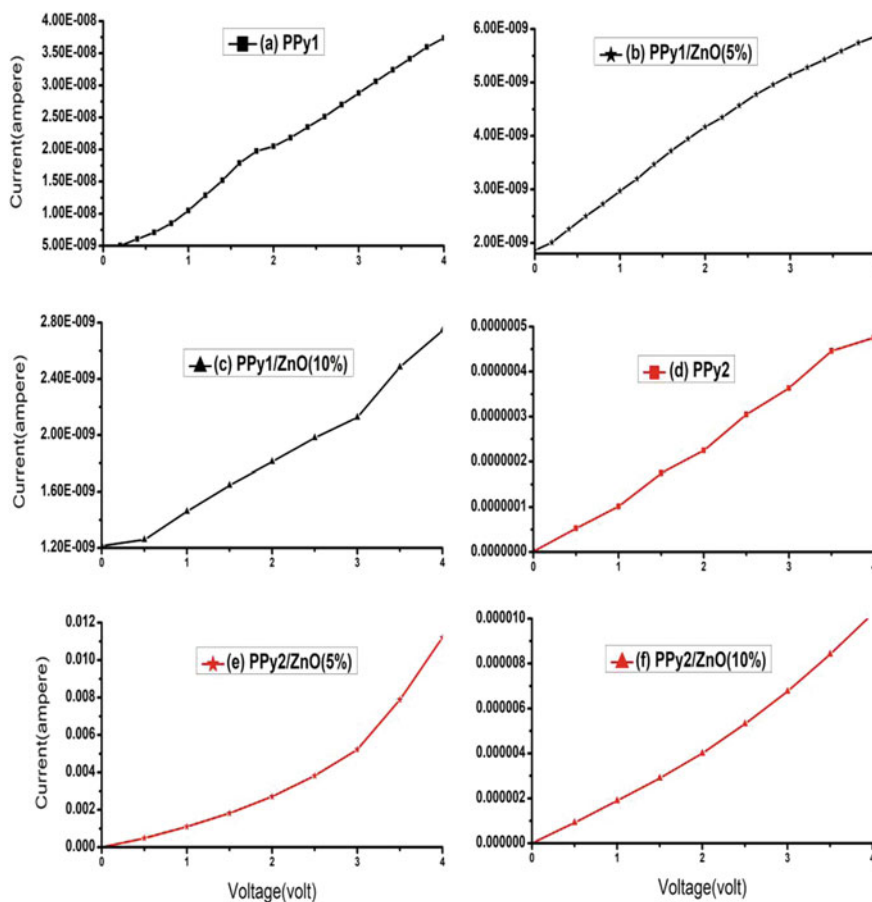 4.00E-008
3.50E-008
2.50E-008
1.50E-008
1.00E-008
5.00E-009
Current(ampere)
(a) PPy1
0 1 2 3 4
6.00E-009
5.00E-009
4.00E-009
3.00E-009
2.00E-009
(b) PPy1/ZnO(5%)
0 1 2 3 4
2.80E-009
2.40E-009
2.00E-009
1.60E-009
1.20E-009
Current(ampere)
(c) PPy1/ZnO(10%)
0 1 2 3 4
0.0000005
0.0000004
0.0000003
0.0000002
0.0000001
0.0000000
(d) PPy2
0 1 2 3 4
0.012
0.010
0.008
0.006
0.004
0.002
0.000
Current(ampere)
(e) PPy2/ZnO(5%)
0 1 2 3 4
Voltage(volt)
0.000010
0.000008
0.000006
0.000004
0.000002
0.000000
(f) PPy2/ZnO(10%)
0 1 2 3 4
Voltage(volt)